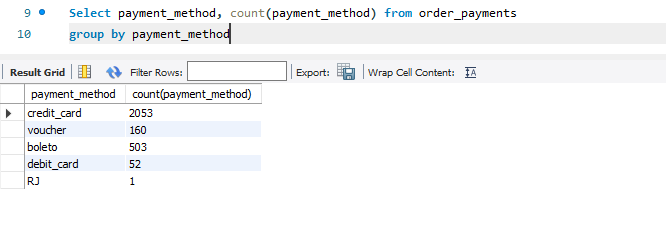 9 Select payment_method, count(payment_method) from order_payments
10 group by payment_method
Result Grid Filter Rows: Export: Wrap Cell Content: IA
payment_method count(payment_method)
credit_card 2053
voucher 160
boleto 503
debit_card 52
RJ 1